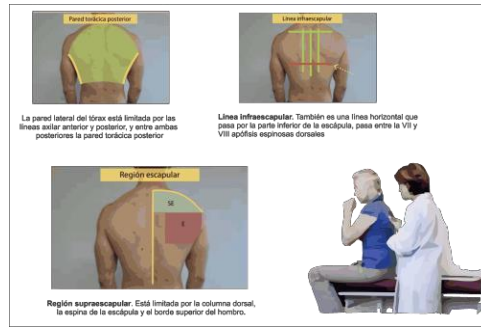 Pared torácica posterior
Línea infraescapular
La pared lateral del tórax está limitada por las
líneas axilar anterior y posterior, y entre ambas
posteriores la pared torácica posterior
Línea infraescapular. También es una línea horizontal que
pasa por la parte inferior de la escápula, pasa entre la VII y
VIII apófisis espinosas dorsales
Región escapular
SE
E
Región supraescapular. Está limitada por la columna dorsal,
la espina de la escápula y el borde superior del hombro.